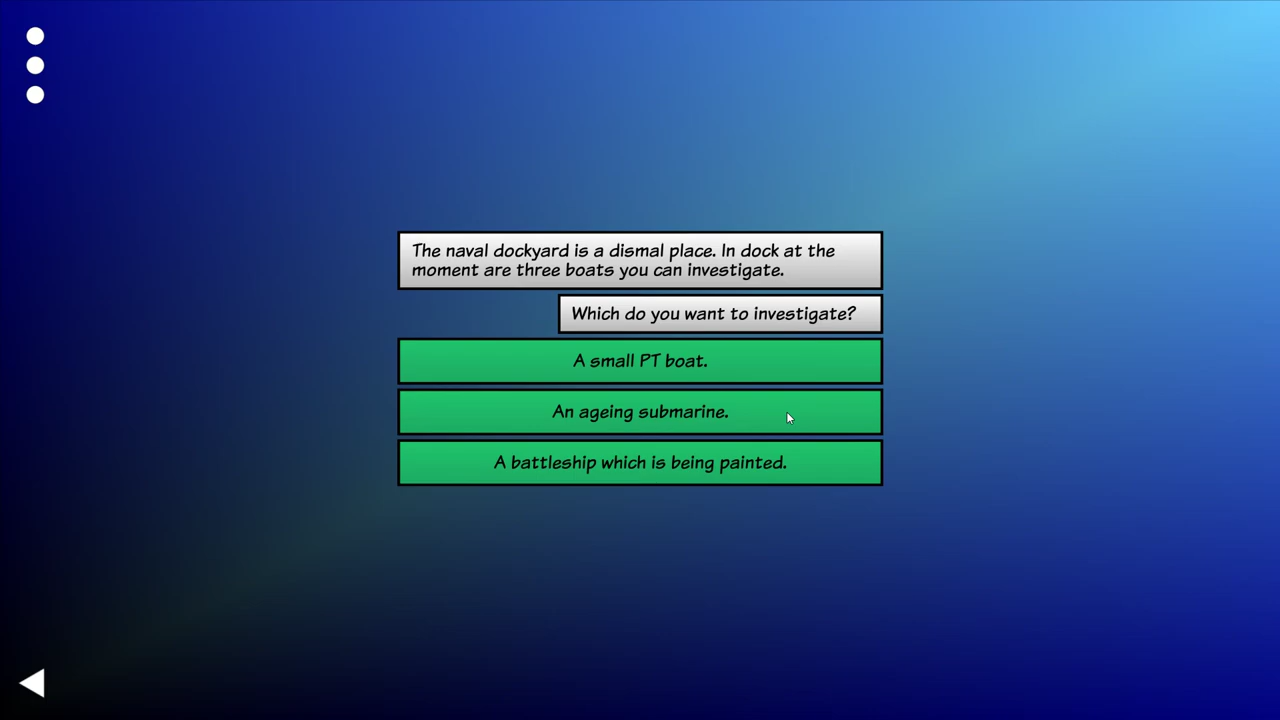 The naval dockyard is a dismal place. In dock at the
moment are three boats you can investigate.
Which do you want to investigate?
A small PT boat.
An ageing submarine.
A battleship which is being painted.